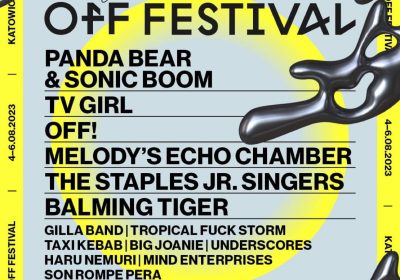 OFF FESTIVAL
PANDA BEAR
& SONIC BOOM
TV GIRL
OFF!
MELODY'S ECHO CHAMBER
THE STAPLES JR. SINGERS
BALMING TIGER
GILLA BAND | TROPICAL FUCK STORM
TAXI KEBAB | BIG JOANIE | UNDERSCORES
HARU NEMURI | MIND ENTERPRISES
SON ROMPE PERA
KATOWIC
4–6.08.2023
FF FESTIVAL
4–6.08.2023